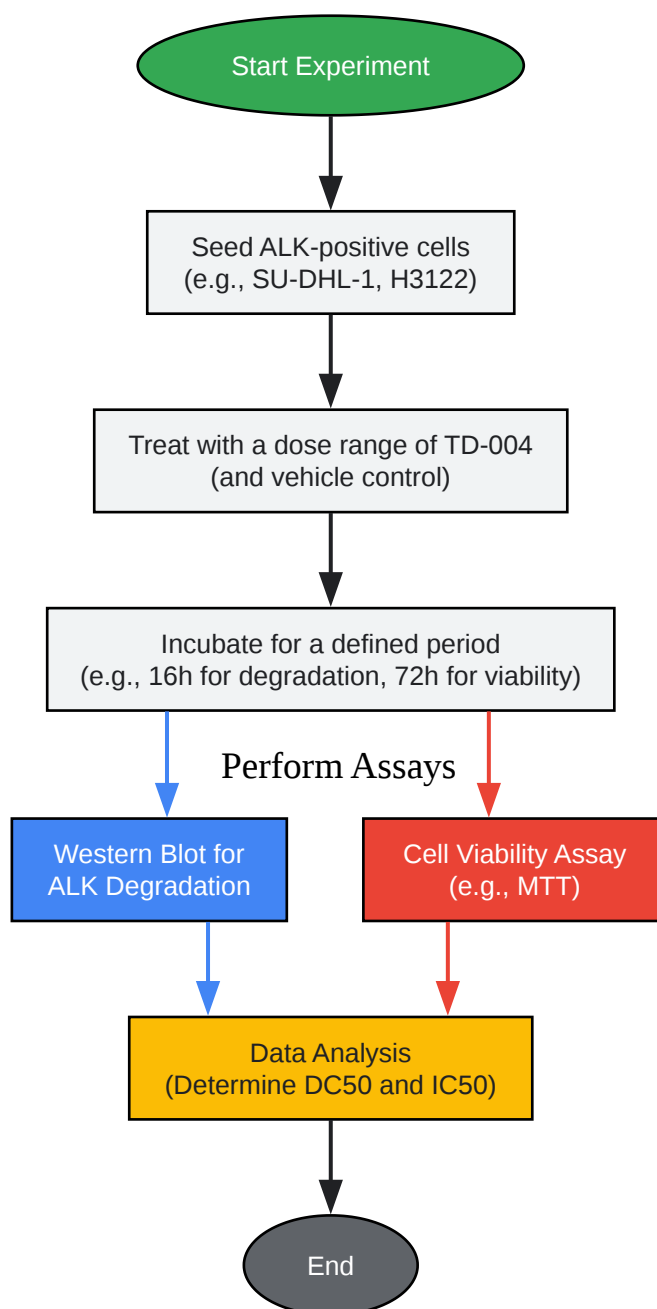 Start Experiment
Seed ALK-positive cells
(e.g., SU-DHL-1, H3122)
Treat with a dose range of TD-004
(and vehicle control)
Incubate for a defined period
(e.g., 16h for degradation, 72h for viability)
Perform Assays
Western Blot for
ALK Degradation
Cell Viability Assay
(e.g., MTT)
Data Analysis
(Determine DC50 and IC50)
End